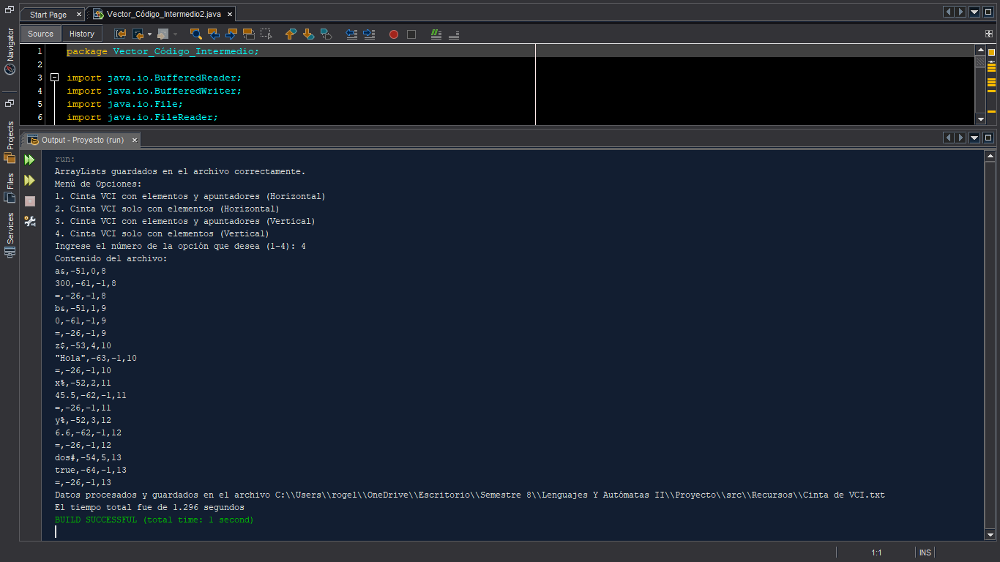 Start Page
Vector_Código_Intermedio2.java
Source
History
Navigator
Projects
Files
Services
1 package Vector_Código_Intermedio;
2
3 import java.io.BufferedReader;
4 import java.io.BufferedWriter;
5 import java.io.File;
6 import java.io.FileReader;
Output - Proyecto (run)
run:
ArrayLists guardados en el archivo correctamente.
Menú de Opciones:
1. Cinta VCI con elementos y apuntadores (Horizontal)
2. Cinta VCI solo con elementos (Horizontal)
3. Cinta VCI con elementos y apuntadores (Vertical)
4. Cinta VCI solo con elementos (Vertical)
Ingrese el número de la opción que desea (1-4): 4
Contenido del archivo:
a&,-51,0,8
300,-61,-1,8
=,-26,-1,8
b&,-51,1,9
0,-61,-1,9
=,-26,-1,9
z$,-53,4,10
"Hola",-63,-1,10
=,-26,-1,10
x%,-52,2,11
45.5,-62,-1,11
=,-26,-1,11
y%,-52,3,12
6.6,-62,-1,12
=,-26,-1,12
dos#,-54,5,13
true,-64,-1,13
=,-26,-1,13
Datos procesados y guardados en el archivo C:\\Users\\rogel\\OneDrive\\Escritorio\\Semestre 8\\Lenguajes Y Autómatas II\\Proyecto\\src\\Recursos\\Cinta de VCI.txt
El tiempo total fue de 1.296 segundos
BUILD SUCCESSFUL (total time: 1 second)
1:1
INS